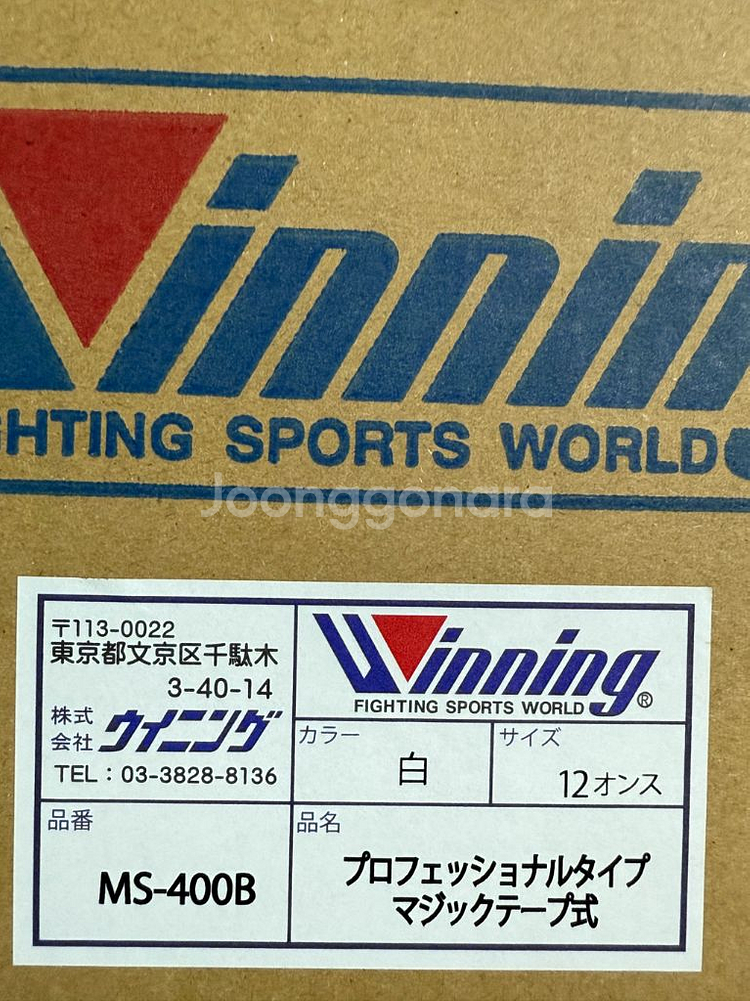 Winnin
GHTING SPORTS WORLD
Joonggonara
〒113-0022
東京都文京区千駄木
3-40-14
株式会社 ウイニング
TEL：03-3828-8136
Winning®
FIGHTING SPORTS WORLD
カラー
白
サイズ
12オンス
品番
MS-400B
品名
プロフェッショナルタイプ
マジックテープ式